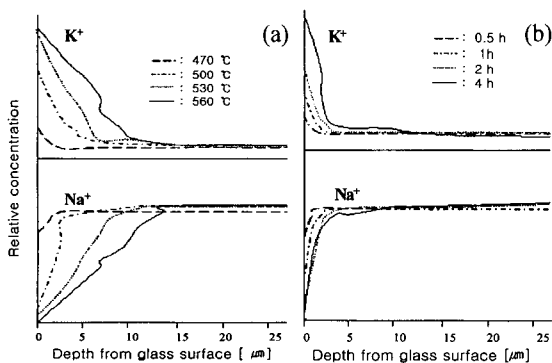 (a)
K⁺
: 470 ℃
: 500 ℃
: 530 ℃
: 560 ℃
Na⁺
Relative concentration
0 5 10 15 20 25
Depth from glass surface [ ㎛ ]
(b)
K⁺
: 0.5 h
: 1 h
: 2 h
: 4 h
Na⁺
0 5 10 15 20 25
Depth from glass surface [ ㎛ ]